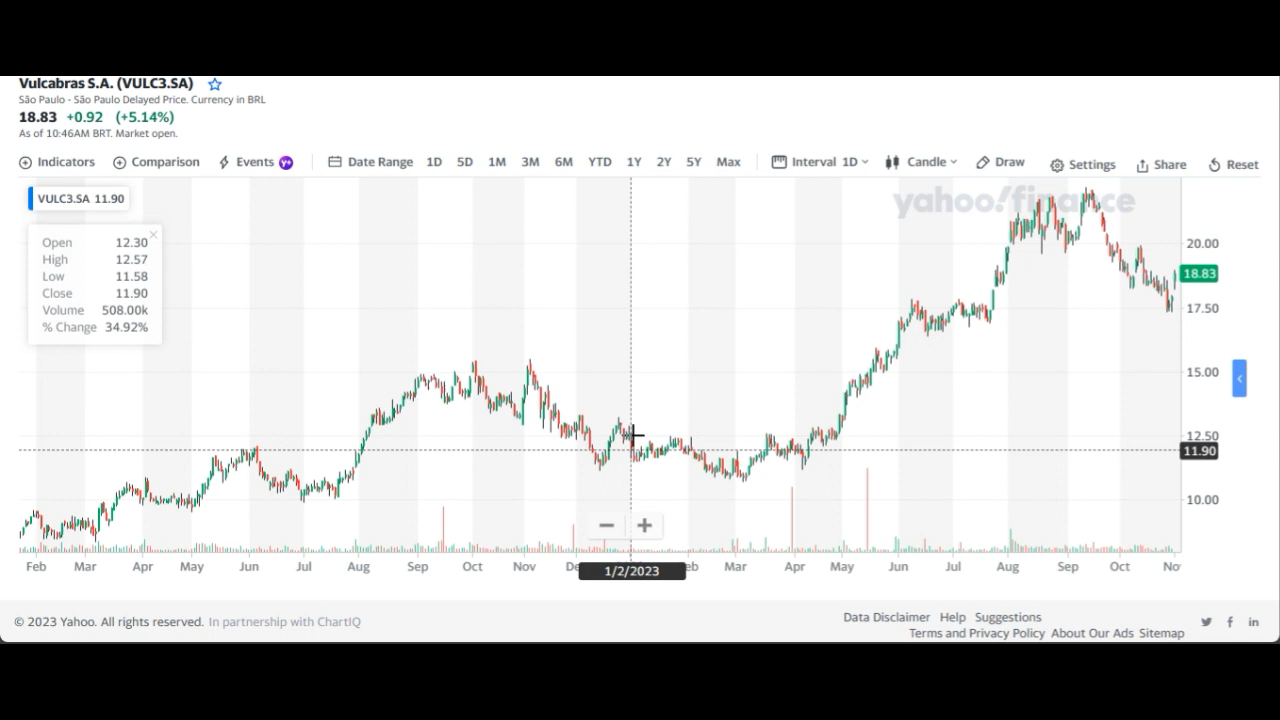 Vulcabras S.A. (VULC3.SA)
São Paulo - São Paulo Delayed Price. Currency in BRL
18.83 +0.92 (+5.14%)
As of 10:46AM BRT. Market open.
Indicators Comparison Events Y+ Date Range 1D 5D 1M 3M 6M YTD 1Y 2Y 5Y Max Interval 1D Candle Draw Settings Share Reset
VULC3.SA 11.90
yahoo!finance
Open 12.30
High 12.57
Low 11.58
Close 11.90
Volume 508.00k
% Change 34.92%
20.00
18.83
17.50
15.00
12.50
11.90
10.00
Feb Mar Apr May Jun Jul Aug Sep Oct Nov De 1/2/2023 eb Mar Apr May Jun Jul Aug Sep Oct No
© 2023 Yahoo. All rights reserved. In partnership with ChartIQ
Data Disclaimer Help Suggestions
Terms and Privacy Policy About Our Ads Sitemap